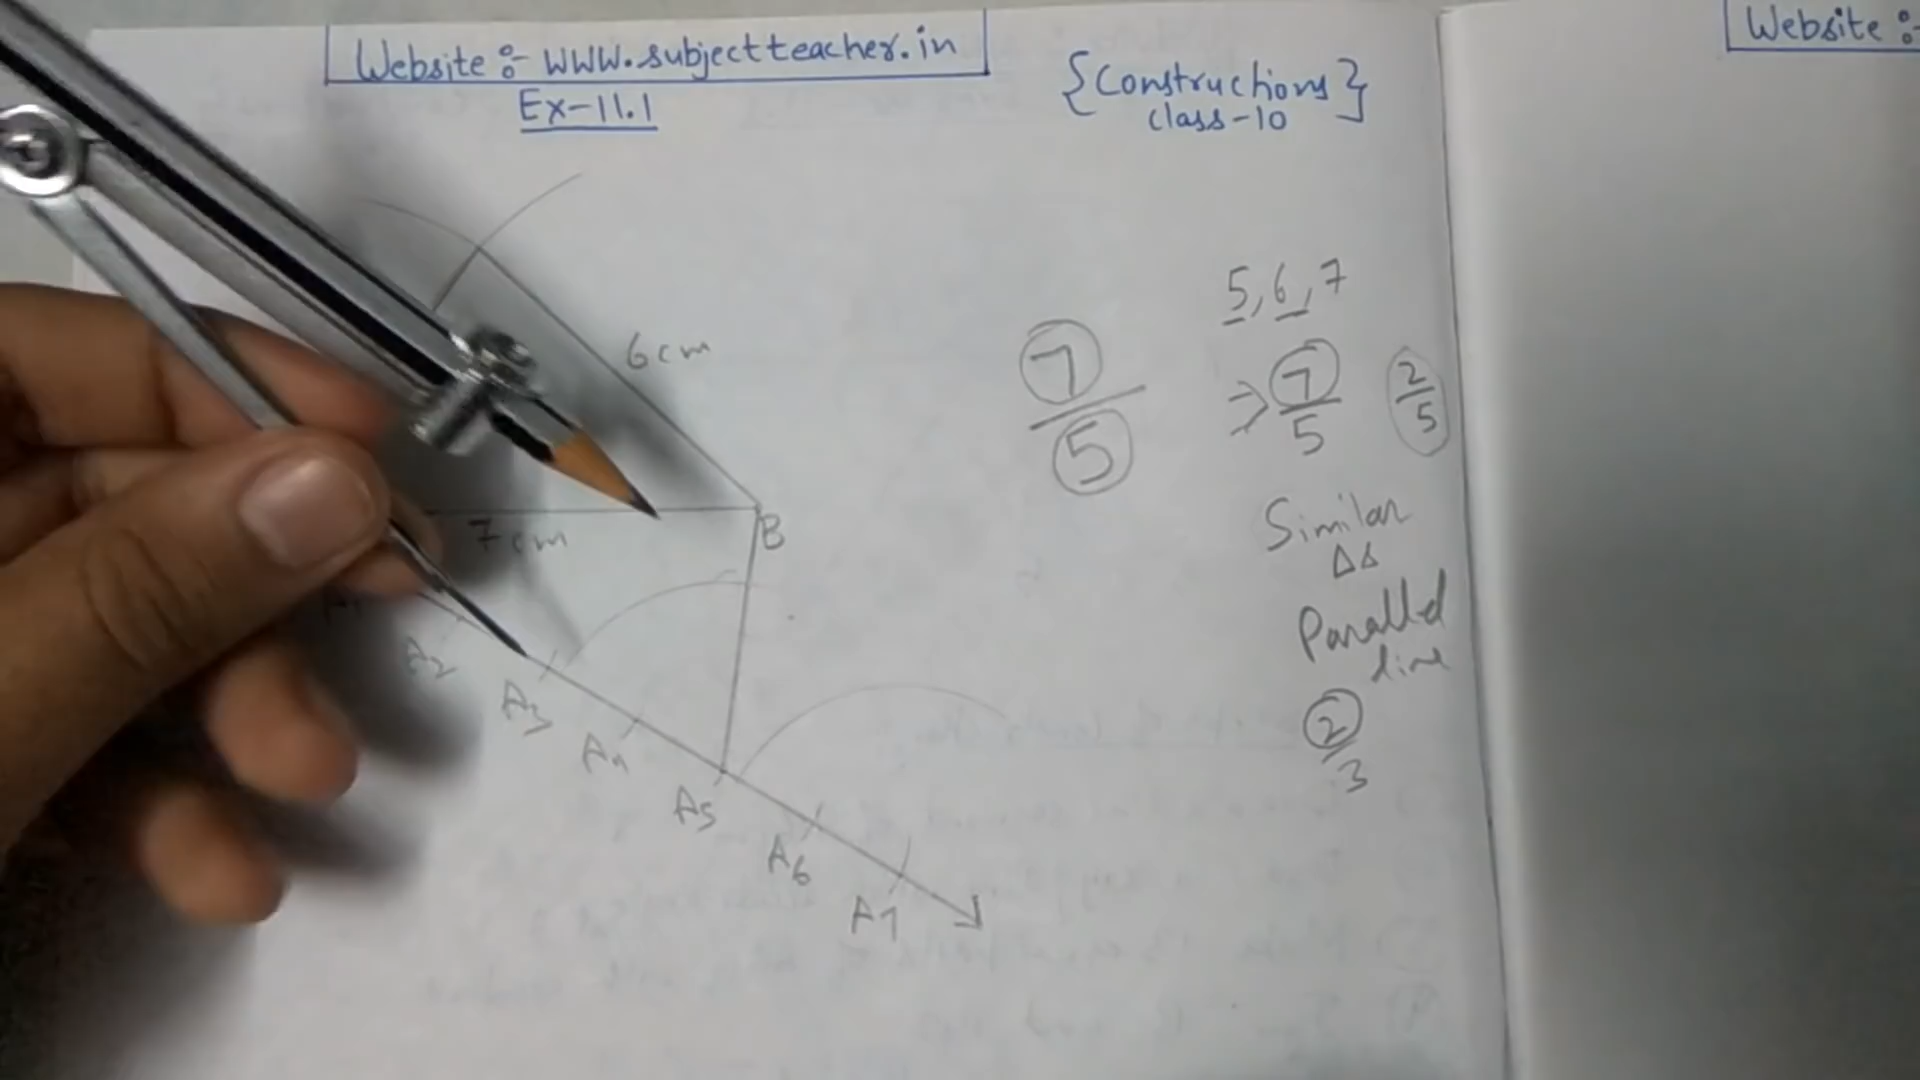 Website :- www.subjectteacher.in
Ex-11.1
{Constructions}
class-10
Website :-
5, 6, 7
7/5
⇒ 7/5
2/5
6cm
7cm
B
Similar
Δs
Parallel
line
2/3
A1
A2
A3
A4
A5
A6
A7